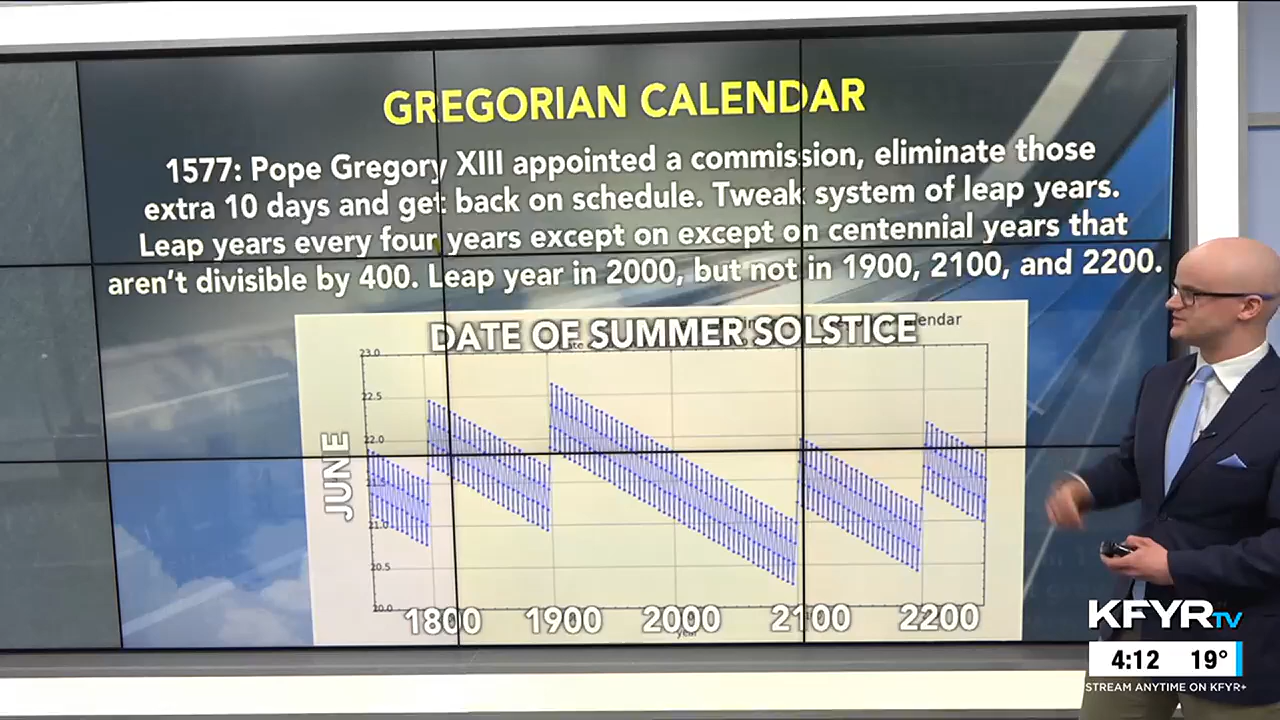 GREGORIAN CALENDAR
1577: Pope Gregory XIII appointed a commission, eliminate those
extra 10 days and get back on schedule. Tweak system of leap years.
Leap years every four years except on except on centennial years that
aren't divisible by 400. Leap year in 2000, but not in 1900, 2100, and 2200.
DATE OF SUMMER SOLSTICE
endar
23.0
22.5
22.0
21.0
20.5
20.0
JUNE
1800 1900 2000 2100 2200
year
KFYR TV
4:12 19°
STREAM ANYTIME ON KFYR+